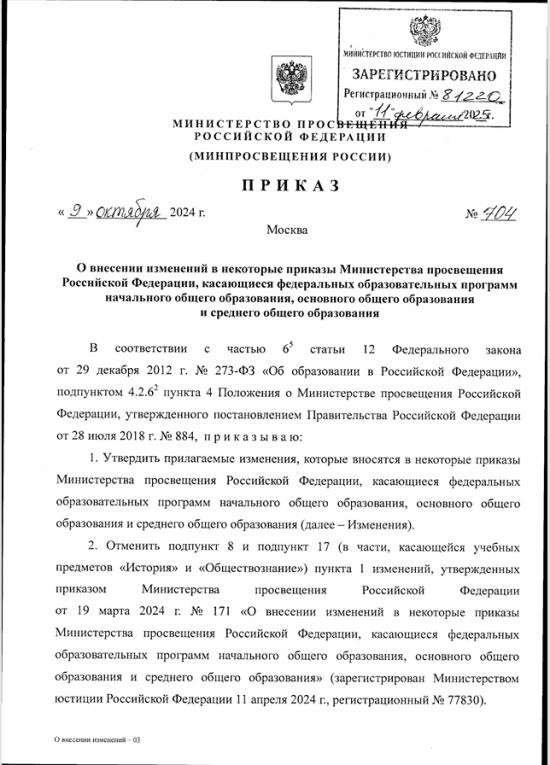 МИНИСТЕРСТВО ЮСТИЦИИ РОССИЙСКОЙ ФЕДЕРАЦИИ
ЗАРЕГИСТРИРОВАНО
Регистрационный № 81220
от "11" февраля 2025г.
МИНИСТЕРСТВО ПРОСВЕЩЕНИЯ
РОССИЙСКОЙ ФЕДЕРАЦИИ
(МИНПРОСВЕЩЕНИЯ РОССИИ)
ПРИКАЗ
« 9 » октября 2024 г. № 704
Москва
О внесении изменений в некоторые приказы Министерства просвещения
Российской Федерации, касающиеся федеральных образовательных программ
начального общего образования, основного общего образования
и среднего общего образования
В соответствии с частью 6⁵ статьи 12 Федерального закона
от 29 декабря 2012 г. № 273-ФЗ «Об образовании в Российской Федерации»,
подпунктом 4.2.6² пункта 4 Положения о Министерстве просвещения Российской
Федерации, утвержденного постановлением Правительства Российской Федерации
от 28 июля 2018 г. № 884, приказываю:
1. Утвердить прилагаемые изменения, которые вносятся в некоторые приказы
Министерства просвещения Российской Федерации, касающиеся федеральных
образовательных программ начального общего образования, основного общего
образования и среднего общего образования (далее – Изменения).
2. Отменить подпункт 8 и подпункт 17 (в части, касающейся учебных
предметов «История» и «Обществознание») пункта 1 изменений, утвержденных
приказом Министерства просвещения Российской Федерации
от 19 марта 2024 г. № 171 «О внесении изменений в некоторые приказы
Министерства просвещения Российской Федерации, касающиеся федеральных
образовательных программ начального общего образования, основного общего
образования и среднего общего образования» (зарегистрирован Министерством
юстиции Российской Федерации 11 апреля 2024 г., регистрационный № 77830).
О внесении изменений – 03